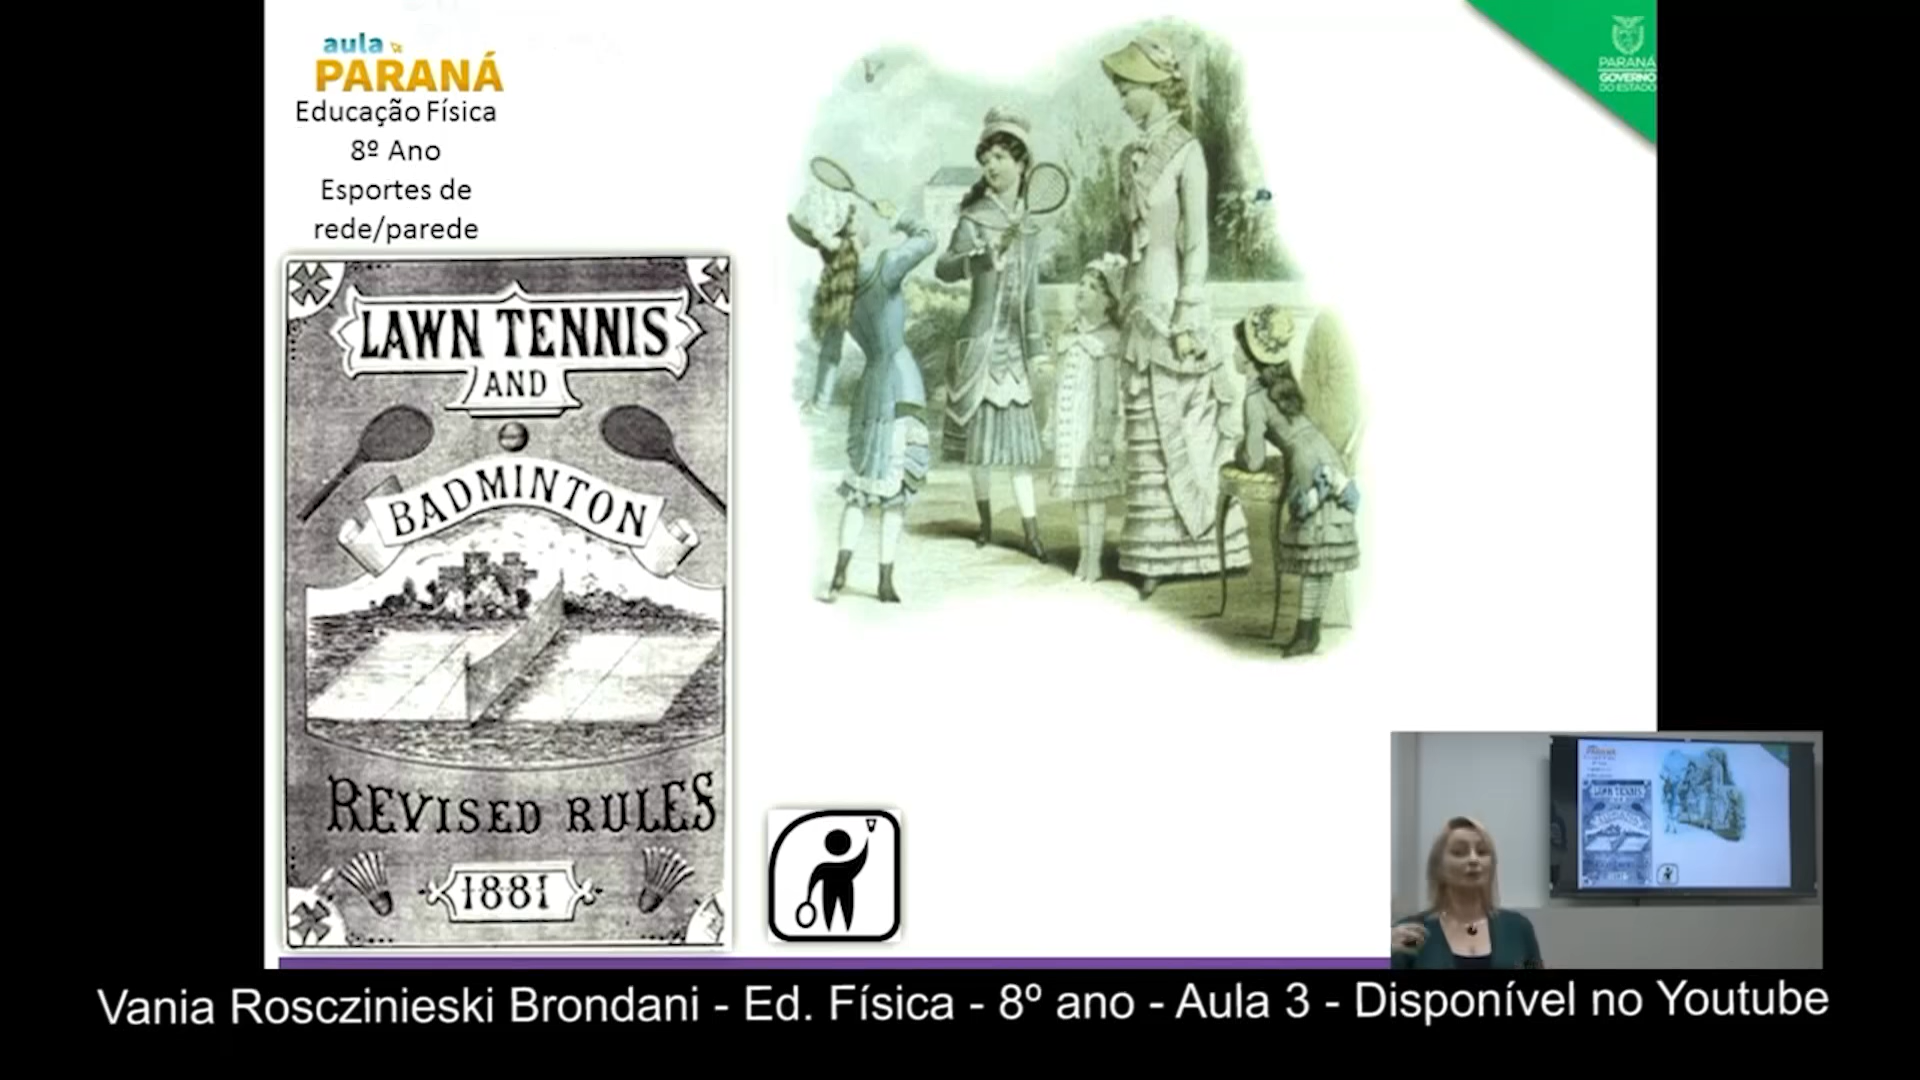 aula
PARANÁ
Educação Física
8º Ano
Esportes de
rede/parede
PARANÁ
GOVERNO
DO ESTADO
LAWN TENNIS
AND
BADMINTON
REVISED RULES
1881
Vania Rosczinieski Brondani - Ed. Física - 8º ano - Aula 3 - Disponível no Youtube